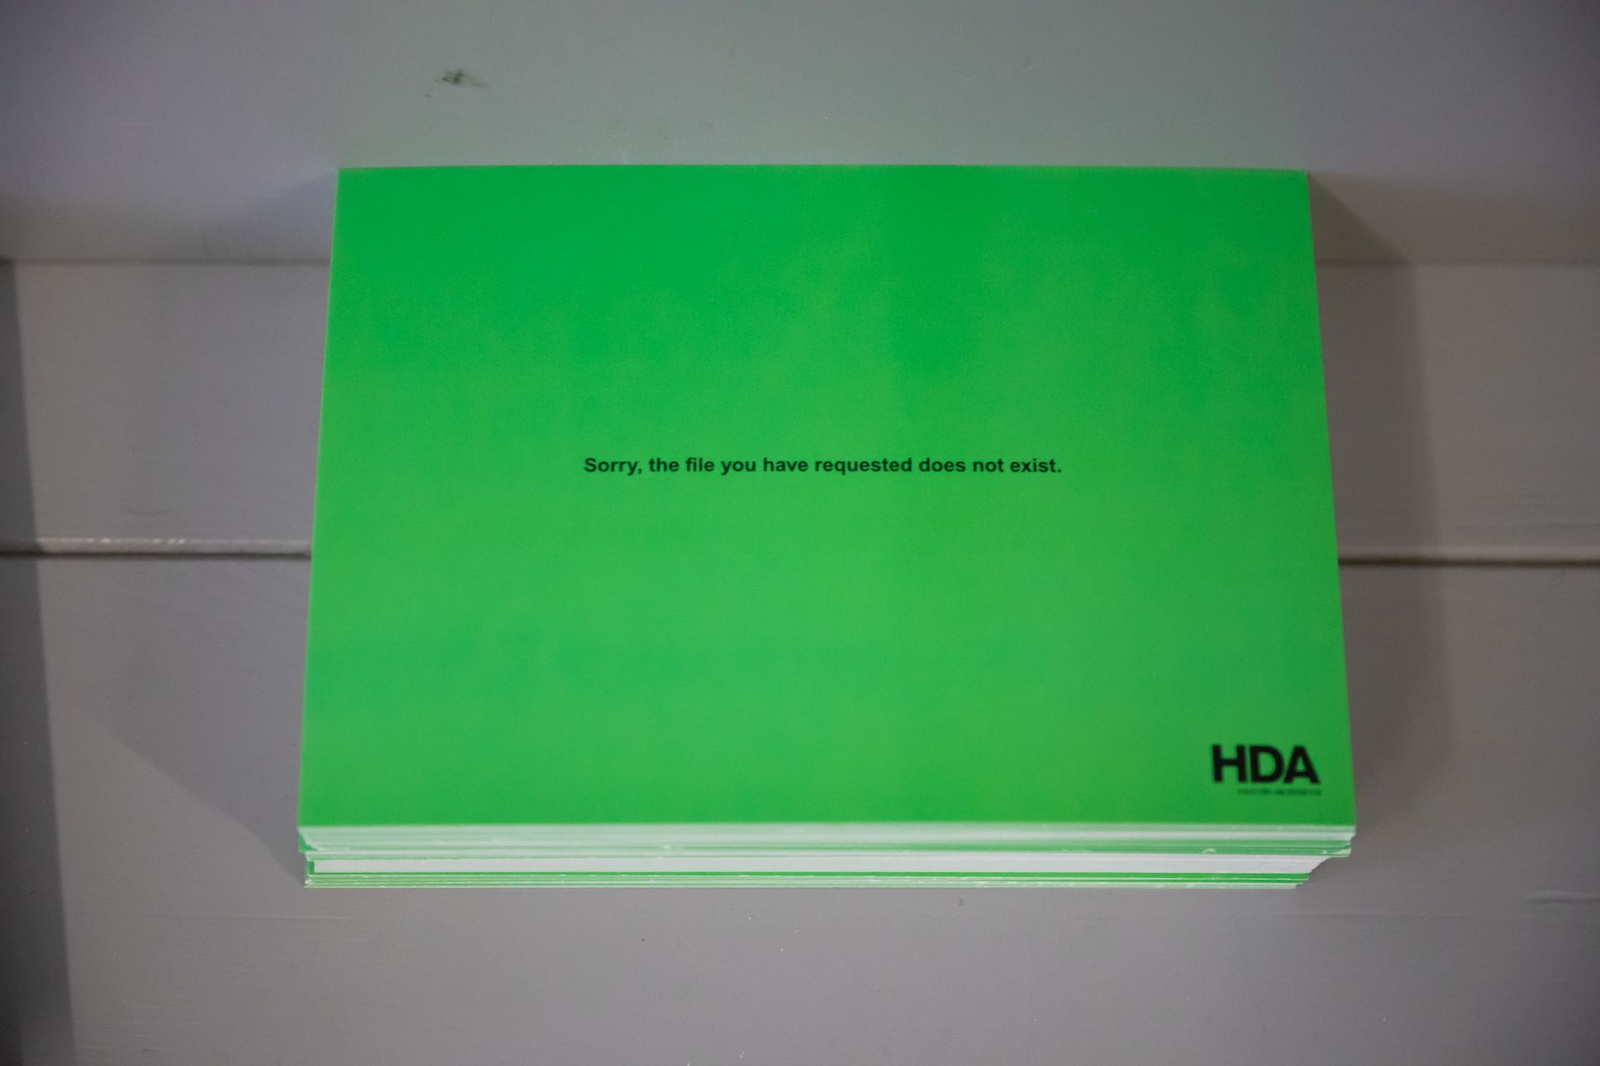 Sorry, the file you have requested does not exist.
HDA